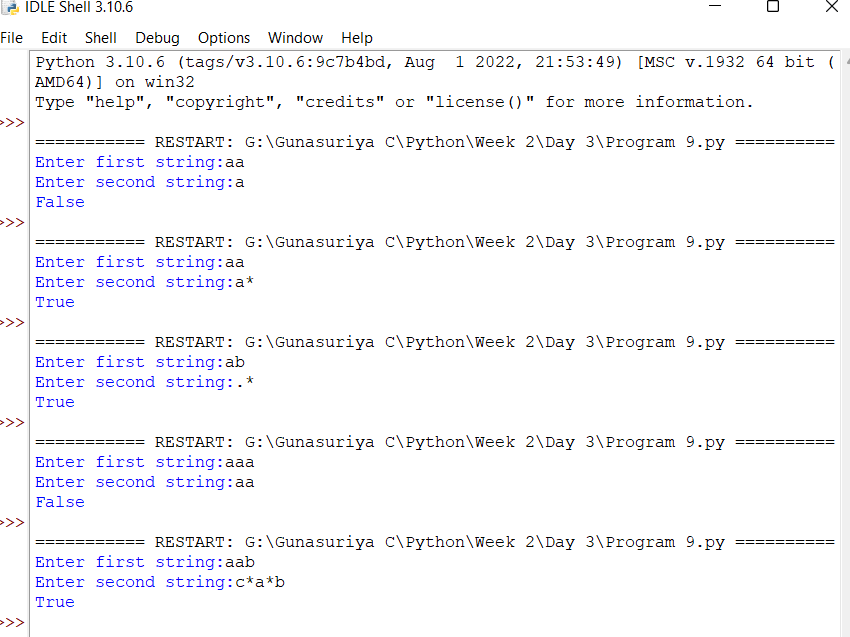 IDLE Shell 3.10.6
File Edit Shell Debug Options Window Help
Python 3.10.6 (tags/v3.10.6:9c7b4bd, Aug  1 2022, 21:53:49) [MSC v.1932 64 bit (
AMD64)] on win32
Type "help", "copyright", "credits" or "license()" for more information.
>>>
=========== RESTART: G:\Gunasuriya C\Python\Week 2\Day 3\Program 9.py ==========
Enter first string:aa
Enter second string:a
False
>>>
=========== RESTART: G:\Gunasuriya C\Python\Week 2\Day 3\Program 9.py ==========
Enter first string:aa
Enter second string:a*
True
>>>
=========== RESTART: G:\Gunasuriya C\Python\Week 2\Day 3\Program 9.py ==========
Enter first string:ab
Enter second string:.*
True
>>>
=========== RESTART: G:\Gunasuriya C\Python\Week 2\Day 3\Program 9.py ==========
Enter first string:aaa
Enter second string:aa
False
>>>
=========== RESTART: G:\Gunasuriya C\Python\Week 2\Day 3\Program 9.py ==========
Enter first string:aab
Enter second string:c*a*b
True
>>>